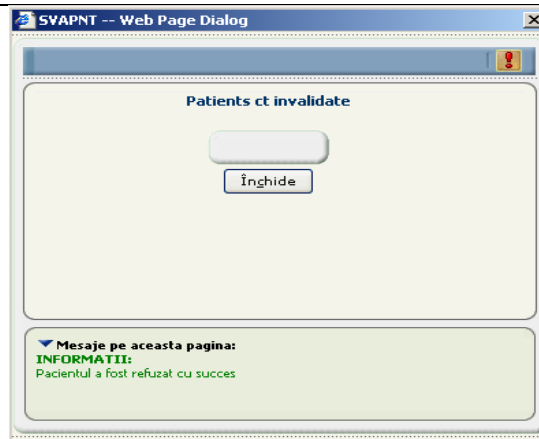 SVAPNT -- Web Page Dialog
Patients ct invalidate
Închide
Mesaje pe aceasta pagina:
INFORMATII:
Pacientul a fost refuzat cu succes